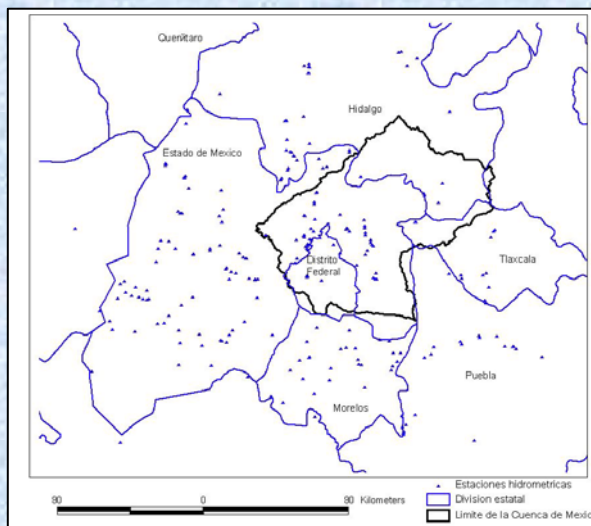 Querétaro
Hidalgo
Estado de Mexico
Distrito
Federal
Tlaxcala
Puebla
Morelos
Estaciones hidrometricas
Division estatal
Limite de la Cuenca de Mexic
90 0 90 Kilometers